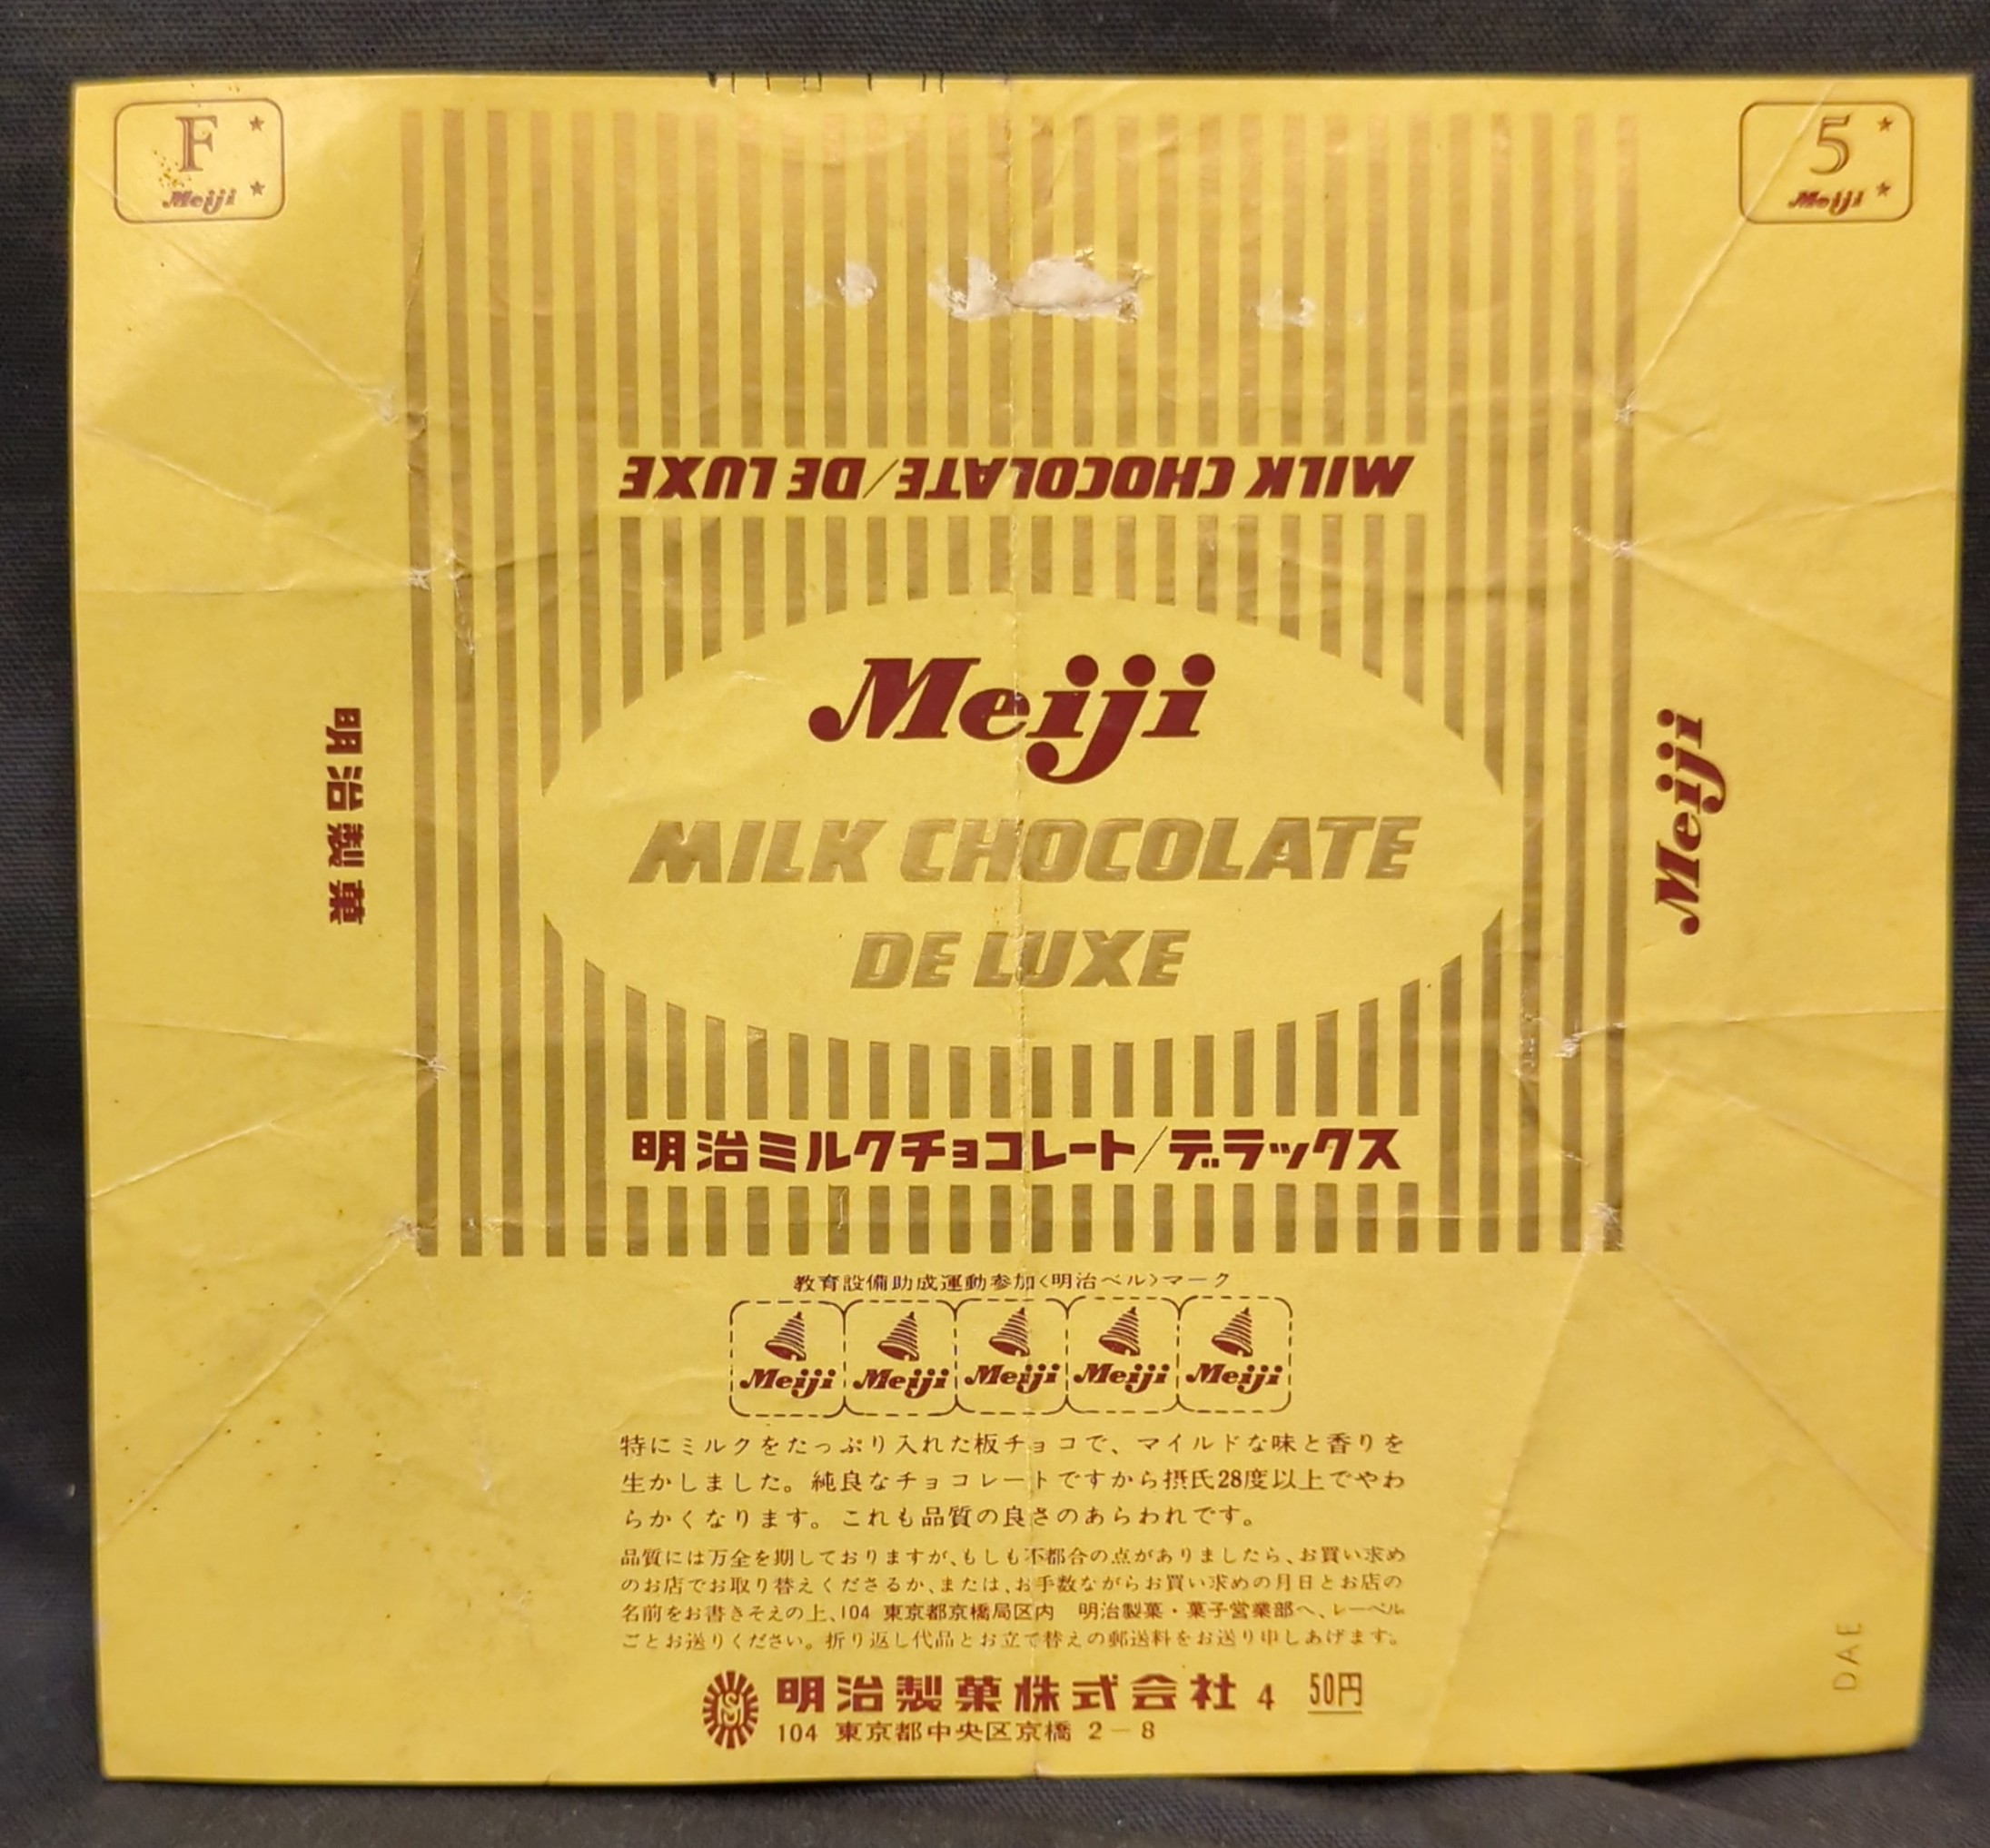 F
Meiji
5
Meiji
MILK CHOCOLATE/DE LUXE
Meiji
MILK CHOCOLATE
DE LUXE
明治製菓
Meiji
明治ミルクチョコレート/デラックス
教育設備助成運動参加〈明治ベル〉マーク
Meiji Meiji Meiji Meiji Meiji
特にミルクをたっぷり入れた板チョコで、マイルドな味と香りを
生かしました。純良なチョコレートですから摂氏28度以上でやわ
らかくなります。これも品質の良さのあらわれです。
品質には万全を期しておりますが、もしも不都合の点がありましたら、お買い求め
のお店でお取り替えくださるか、または、お手数ながらお買い求めの月日とお店の
名前をお書きそえの上、104 東京都京橋局区内 明治製菓・菓子営業部へ、レーベル
ごとお送りください。折り返し代品とお立て替えの郵送料をお送り申しあげます。
明治製菓株式会社 4 50円
104 東京都中央区京橋 2-8
DAE